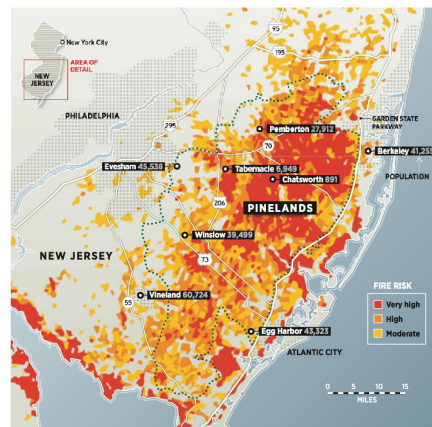 New York City
AREA OF
DETAIL
NEW
JERSEY
95
195
PHILADELPHIA
295
GARDEN STATE
PARKWAY
Pemberton 27,912
70
Berkeley 41,255
POPULATION
Evesham 45,538
Tabernacle 6,949
Chatsworth 891
206
PINELANDS
Winslow 39,499
NEW JERSEY
73
FIRE RISK
Very high
High
Moderate
55
Vineland 60,724
Egg Harbor 43,323
ATLANTIC CITY
0 5 10 15
MILES